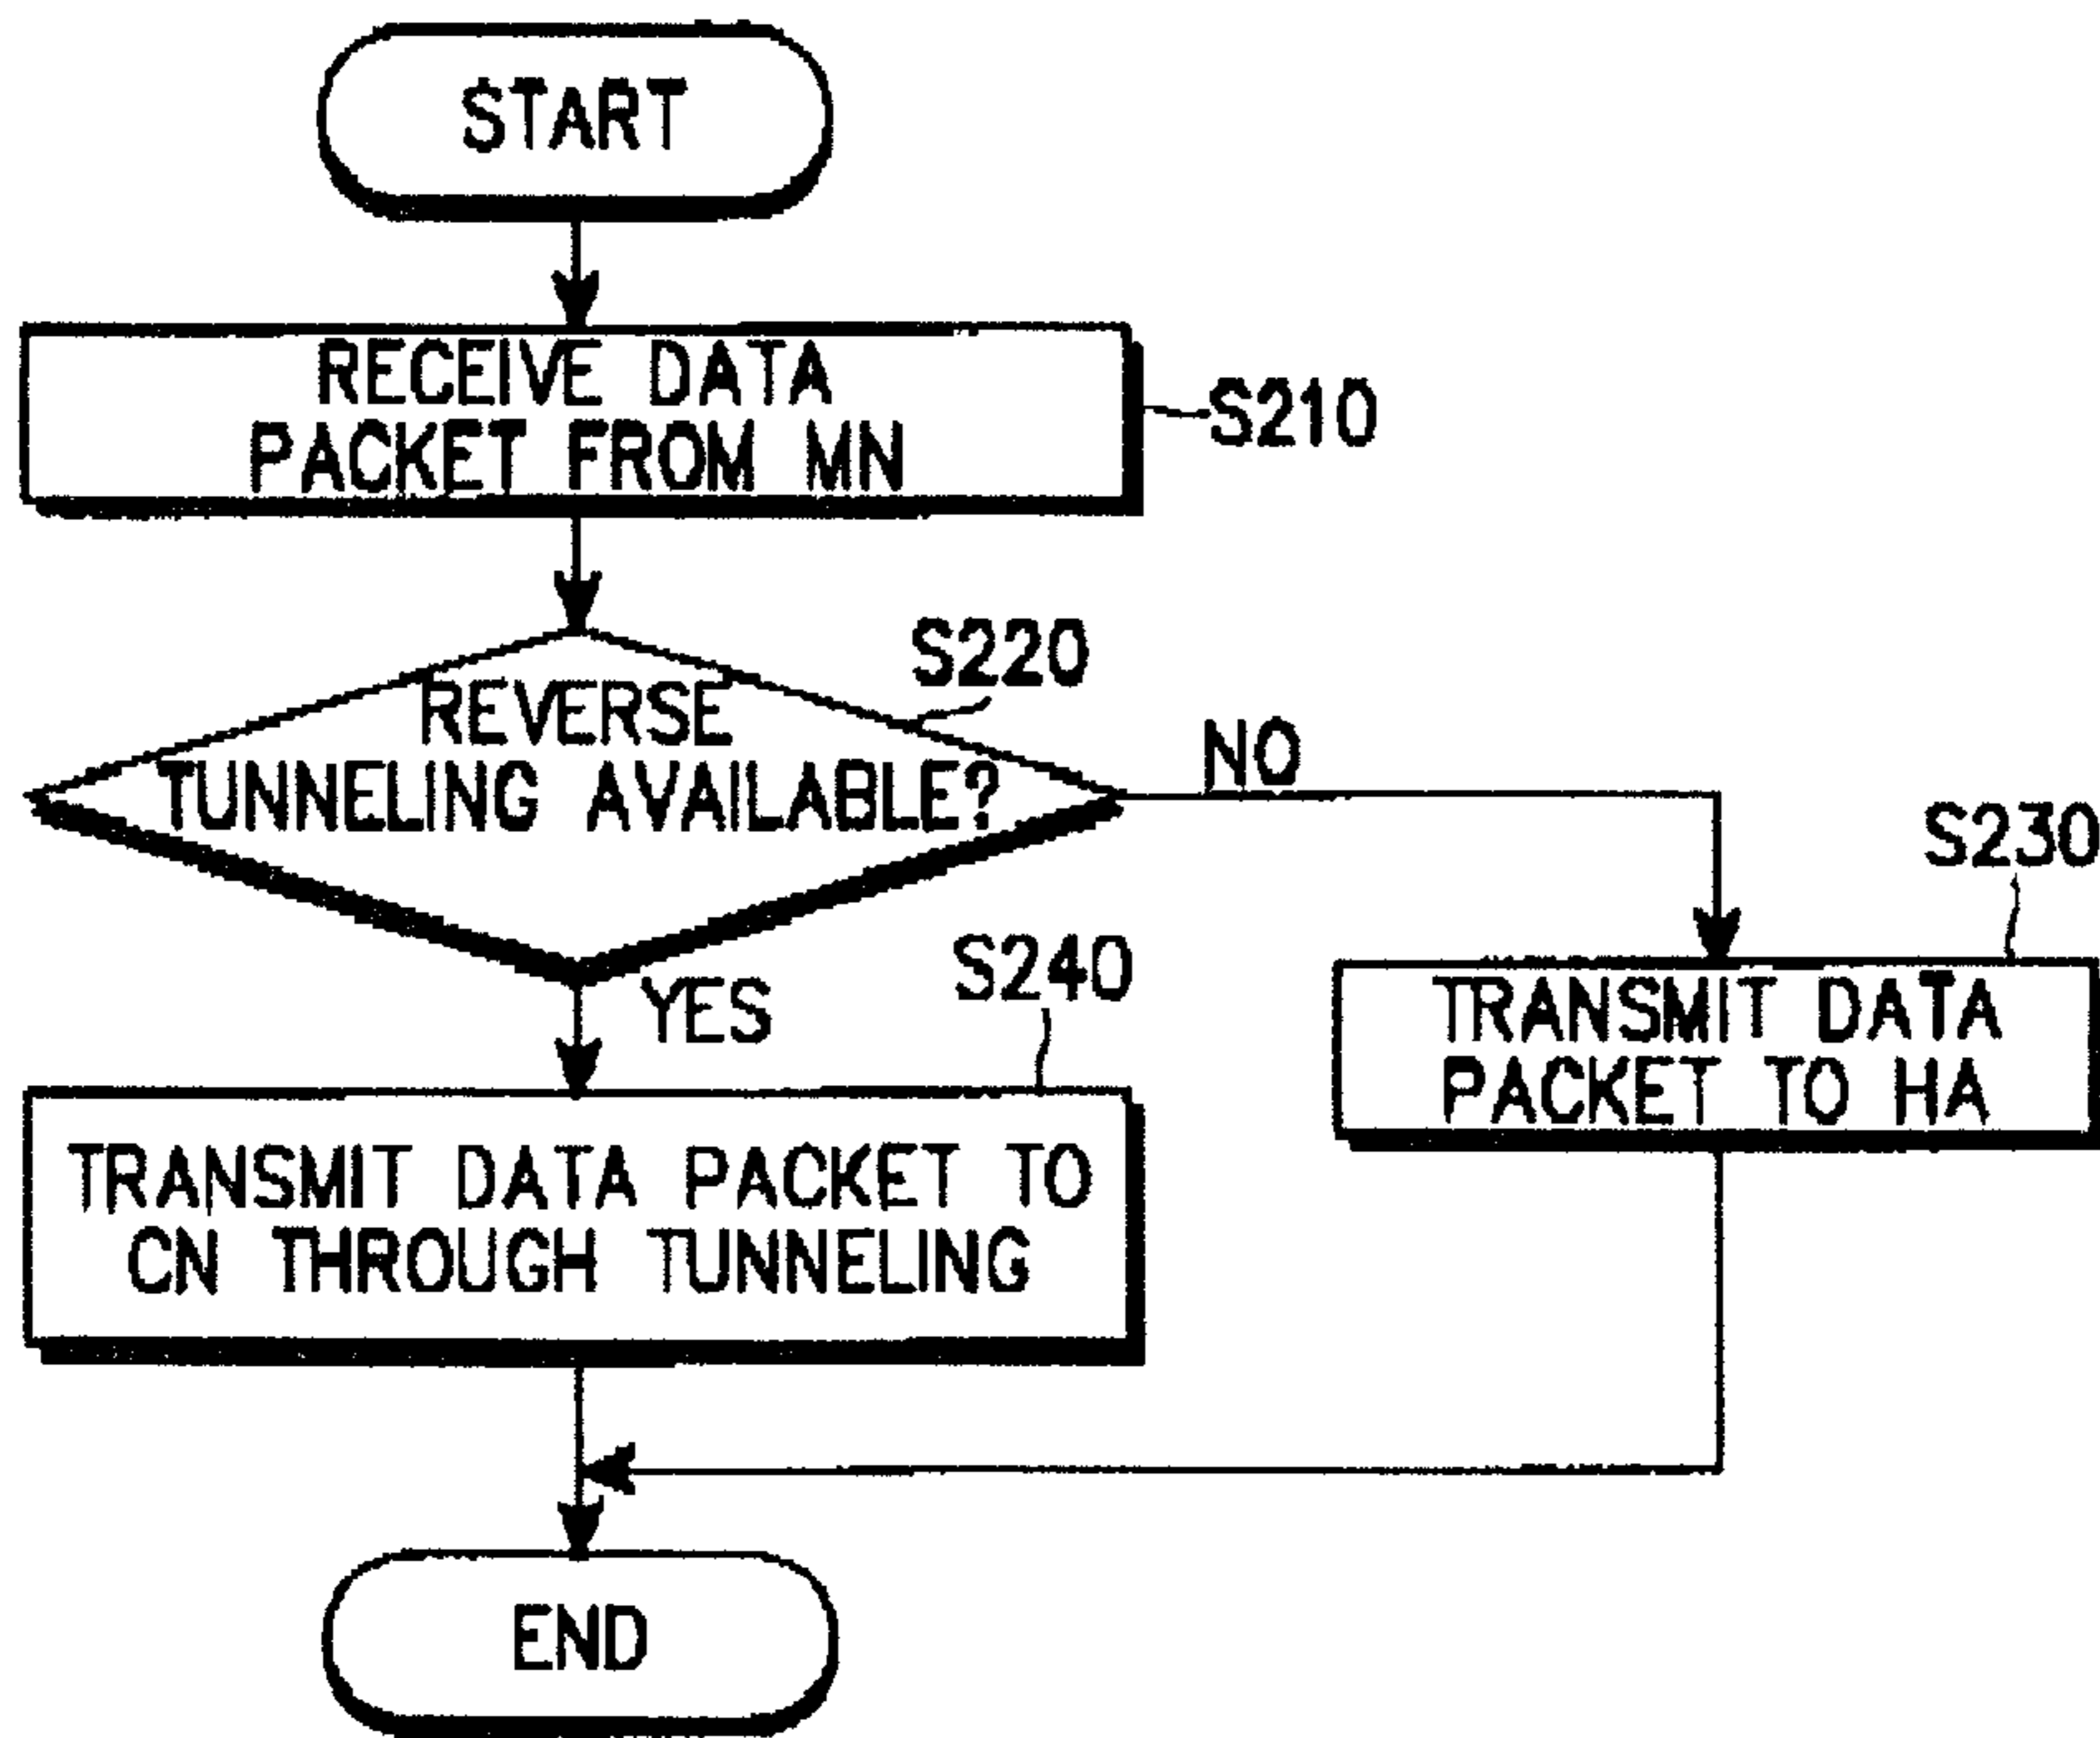 START
RECEIVE DATA
PACKET FROM MN
S210
S220
REVERSE
TUNNELING AVAILABLE?
NO
S230
YES
S240
TRANSMIT DATA
PACKET TO HA
TRANSMIT DATA PACKET TO
CN THROUGH TUNNELING
END